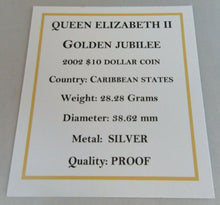 QUEEN ELIZABETH II
GOLDEN JUBILEE
2002 $10 DOLLAR COIN
Country: CARIBBEAN STATES
Weight: 28.28 Grams
Diameter: 38.62 mm
Metal: SILVER
Quality: PROOF